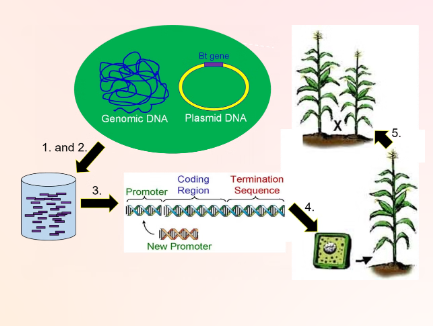 Bt gene
Genomic DNA
Plasmid DNA
1. and 2.
3.
Promoter
Coding
Region
Termination
Sequence
New Promoter
4.
X
5.